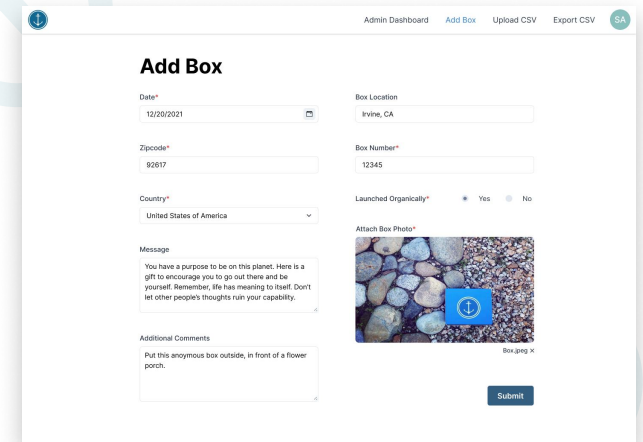 Admin Dashboard Add Box Upload CSV Export CSV SA
Add Box
Date*
12/20/2021
Box Location
Irvine, CA
Zipcode*
92617
Box Number*
12345
Country*
United States of America
Launched Organically* Yes No
Attach Box Photo*
Box.jpeg ×
Message
You have a purpose to be on this planet. Here is a
gift to encourage you to go out there and be
yourself. Remember, life has meaning to itself. Don't
let other people's thoughts ruin your capability.
Additional Comments
Put this anoymous box outside, in front of a flower
porch.
Submit